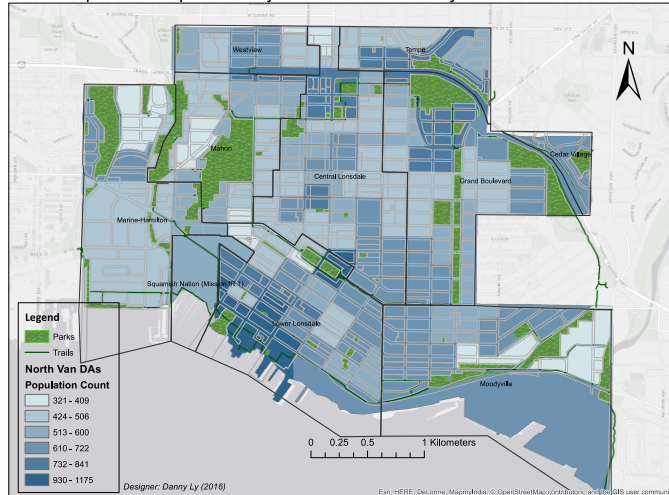 Westview
Tempe
N
Mahon
Cedar Village
Central Lonsdale
Grand Boulevard
Marine-Hamilton
Squamish Nation (Mission IR 1)
Lower Lonsdale
Moodyville
Legend
Parks
Trails
North Van DAs
Population Count
321 - 409
424 - 506
513 - 600
610 - 722
732 - 841
930 - 1175
0 0.25 0.5 1 Kilometers
Designer: Danny Ly (2016)
Esri, HERE, DeLorme, MapmyIndia, © OpenStreetMap contributors, and the GIS user commun